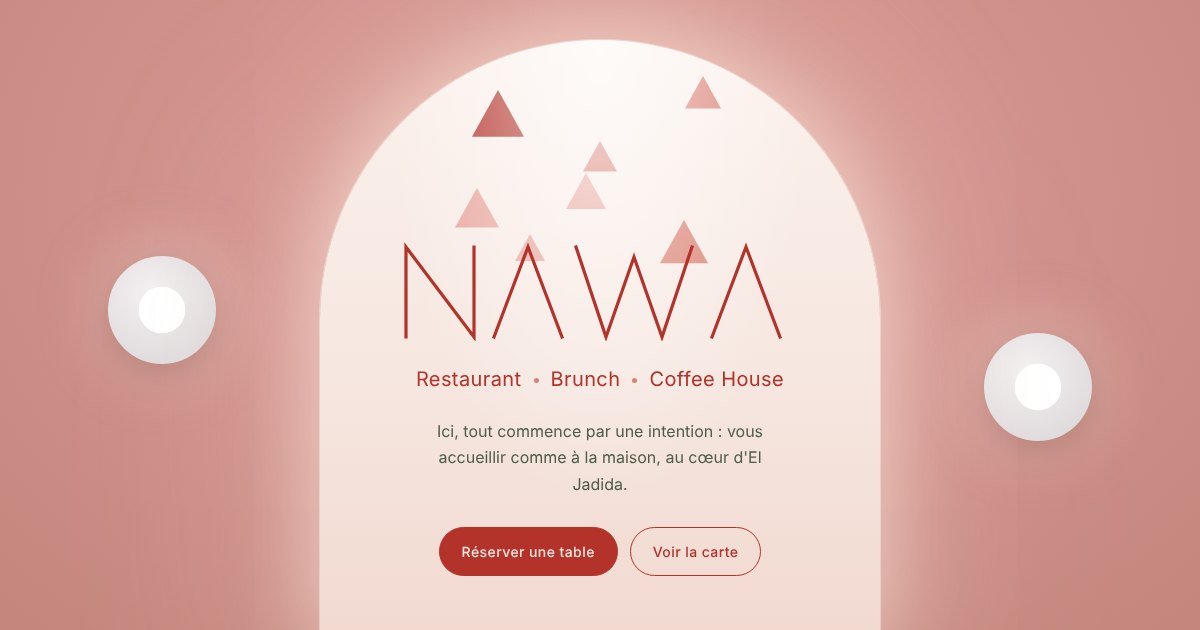 NAWA
Restaurant • Brunch • Coffee House
Ici, tout commence par une intention : vous
accueillir comme à la maison, au cœur d'El
Jadida.
Réserver une table
Voir la carte